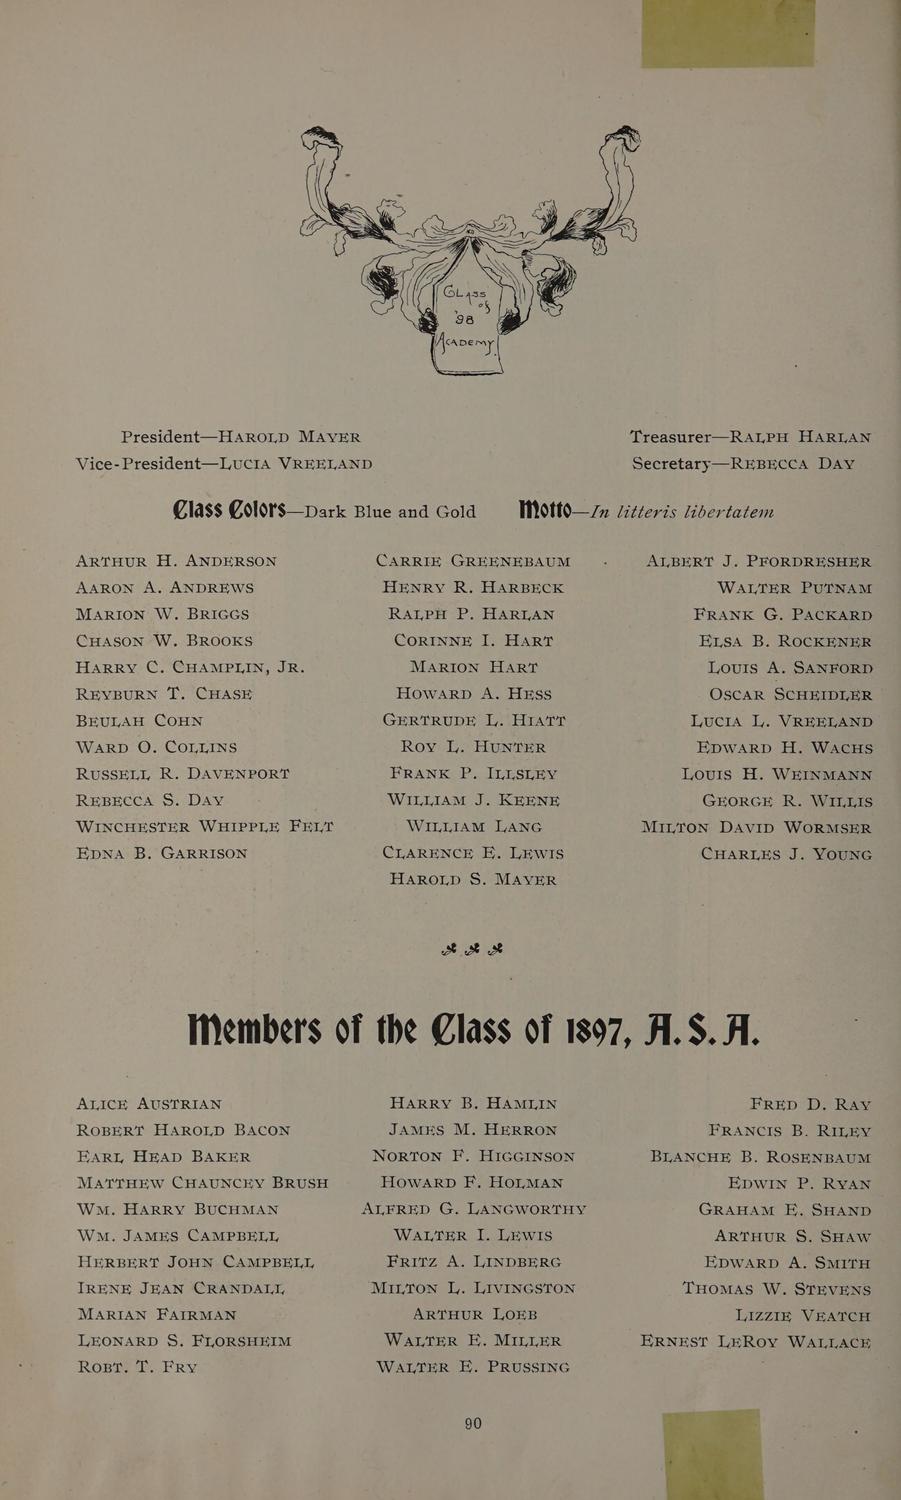 Class
of
'98
Academy
President—Harold Mayer
Vice-President—Lucia Vreeland
Treasurer—Ralph Harlan
Secretary—Rebecca Day
Class Colors—Dark Blue and Gold
Motto—In litteris libertatem
Arthur H. Anderson
Aaron A. Andrews
Marion W. Briggs
Chason W. Brooks
Harry C. Champlin, Jr.
Reyburn T. Chase
Beulah Cohn
Ward O. Collins
Russell R. Davenport
Rebecca S. Day
Winchester Whipple Felt
Edna B. Garrison
Carrie Greenebaum
Henry R. Harbeck
Ralph P. Harlan
Corinne I. Hart
Marion Hart
Howard A. Hess
Gertrude L. Hiatt
Roy L. Hunter
Frank P. Illsley
William J. Keene
William Lang
Clarence E. Lewis
Harold S. Mayer
Albert J. Pfordresher
Walter Putnam
Frank G. Packard
Elsa B. Rockener
Louis A. Sanford
Oscar Scheidler
Lucia L. Vreeland
Edward H. Wachs
Louis H. Weinmann
George R. Willis
Milton David Wormser
Charles J. Young
Members of the Class of 1897, A. S. A.
Alice Austrian
Robert Harold Bacon
Earl Head Baker
Matthew Chauncey Brush
Wm. Harry Buchman
Wm. James Campbell
Herbert John Campbell
Irene Jean Crandall
Marian Fairman
Leonard S. Florsheim
Robt. T. Fry
Harry B. Hamlin
James M. Herron
Norton F. Higginson
Howard F. Holman
Alfred G. Langworthy
Walter I. Lewis
Fritz A. Lindberg
Milton L. Livingston
Arthur Loeb
Walter E. Miller
Walter E. Prussing
Fred D. Ray
Francis B. Riley
Blanche B. Rosenbaum
Edwin P. Ryan
Graham E. Shand
Arthur S. Shaw
Edward A. Smith
Thomas W. Stevens
Lizzie Veatch
Ernest LeRoy Wallace
90